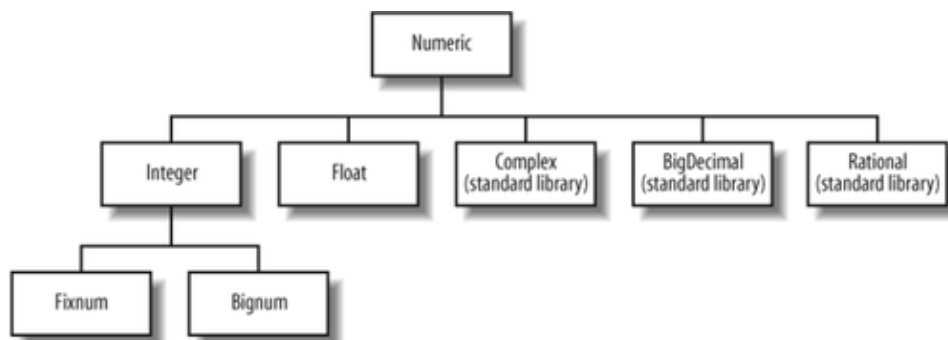 Numeric
Integer
Float
Complex
(standard library)
BigDecimal
(standard library)
Rational
(standard library)
Fixnum
Bignum